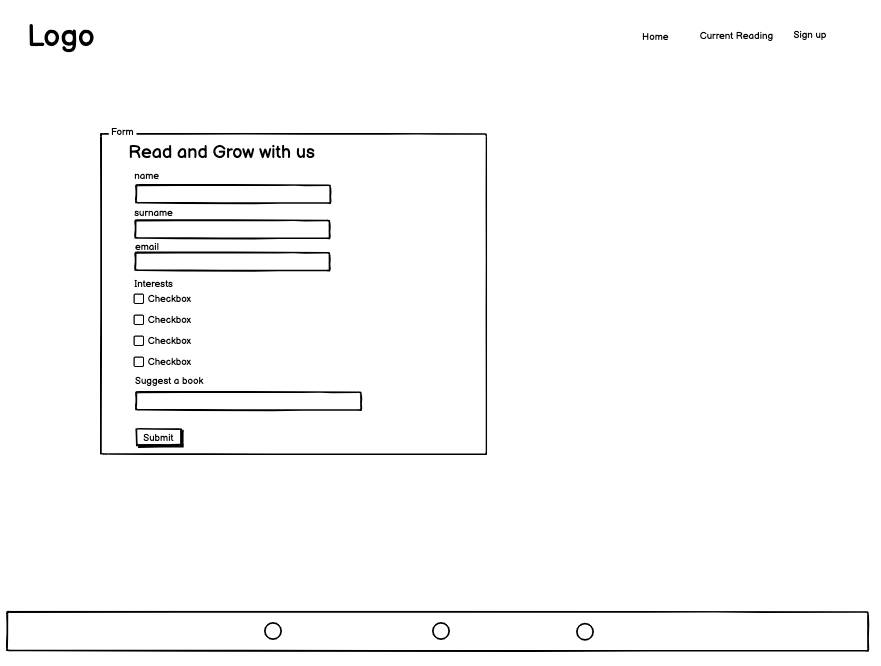 Logo
Home Current Reading Sign up
Form
Read and Grow with us
name
surname
email
Interests
Checkbox
Checkbox
Checkbox
Checkbox
Suggest a book
Submit